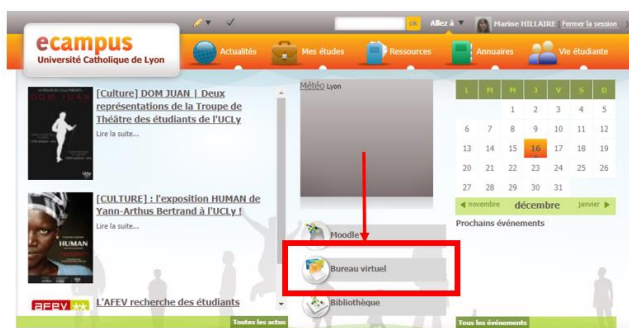 ok
Allez à
Marine HILLAIRE
Fermer la session
ecampus
Université Catholique de Lyon
Actualités
Mes études
Ressources
Annuaires
Vie étudiante
[Culture] DOM JUAN | Deux
représentations de la Troupe de
Théâtre des étudiants de l'UCLy
Lire la suite...
DOM JUAN
[CULTURE] : l'exposition HUMAN de
Yann-Arthus Bertrand à l'UCLy !
Lire la suite...
HUMAN
afev
L'AFEV recherche des étudiants
Toutes les actus
Météo Lyon
Moodle
Bureau virtuel
Bibliothèque
L M M J V S D
1 2 3 4 5
6 7 8 9 10 11 12
13 14 15 16 17 18 19
20 21 22 23 24 25 26
27 28 29 30 31
novembre décembre janvier
Prochains événements
Tous les événements